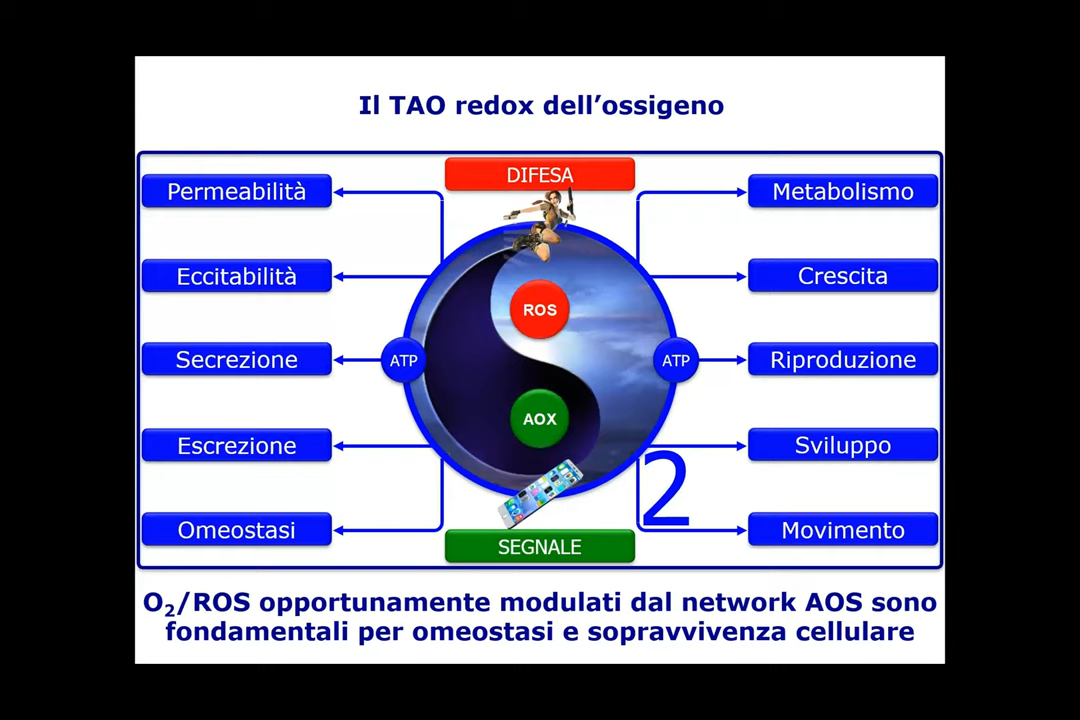 Il TAO redox dell’ossigeno
DIFESA
Permeabilità
Metabolismo
Eccitabilità
Crescita
ROS
Secrezione
ATP
ATP
Riproduzione
AOX
Escrezione
Sviluppo
2
Omeostasi
Movimento
SEGNALE
O₂/ROS opportunamente modulati dal network AOS sono
fondamentali per omeostasi e sopravvivenza cellulare